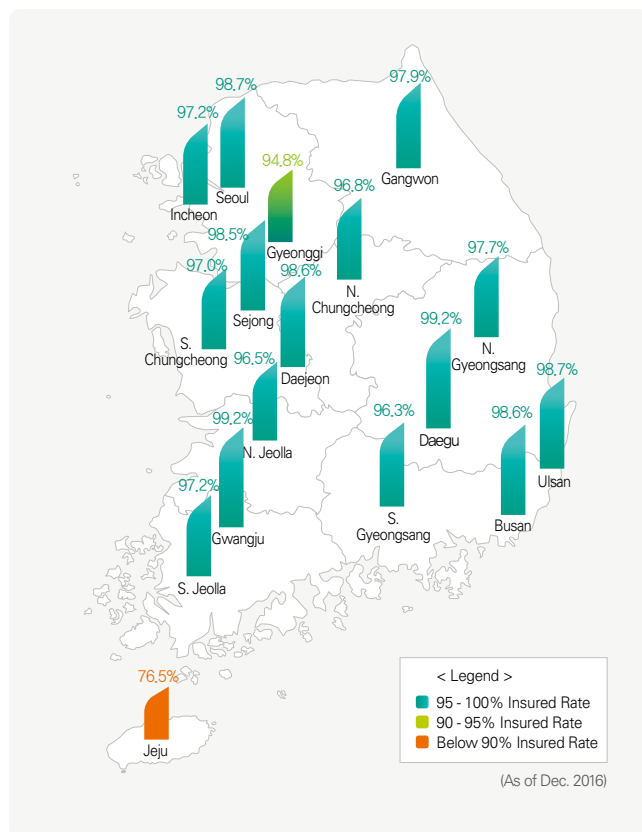 97.9%
Gangwon
98.7%
Seoul
97.2%
Incheon
94.8%
Gyeonggi
96.8%
N.
Chungcheong
98.5%
Sejong
97.0%
S.
Chungcheong
98.6%
Daejeon
97.7%
N.
Gyeongsang
99.2%
Daegu
96.5%
N. Jeolla
98.7%
Ulsan
98.6%
Busan
96.3%
S.
Gyeongsang
99.2%
Gwangju
97.2%
S. Jeolla
76.5%
Jeju
< Legend >
95 - 100% Insured Rate
90 - 95% Insured Rate
Below 90% Insured Rate
(As of Dec. 2016)